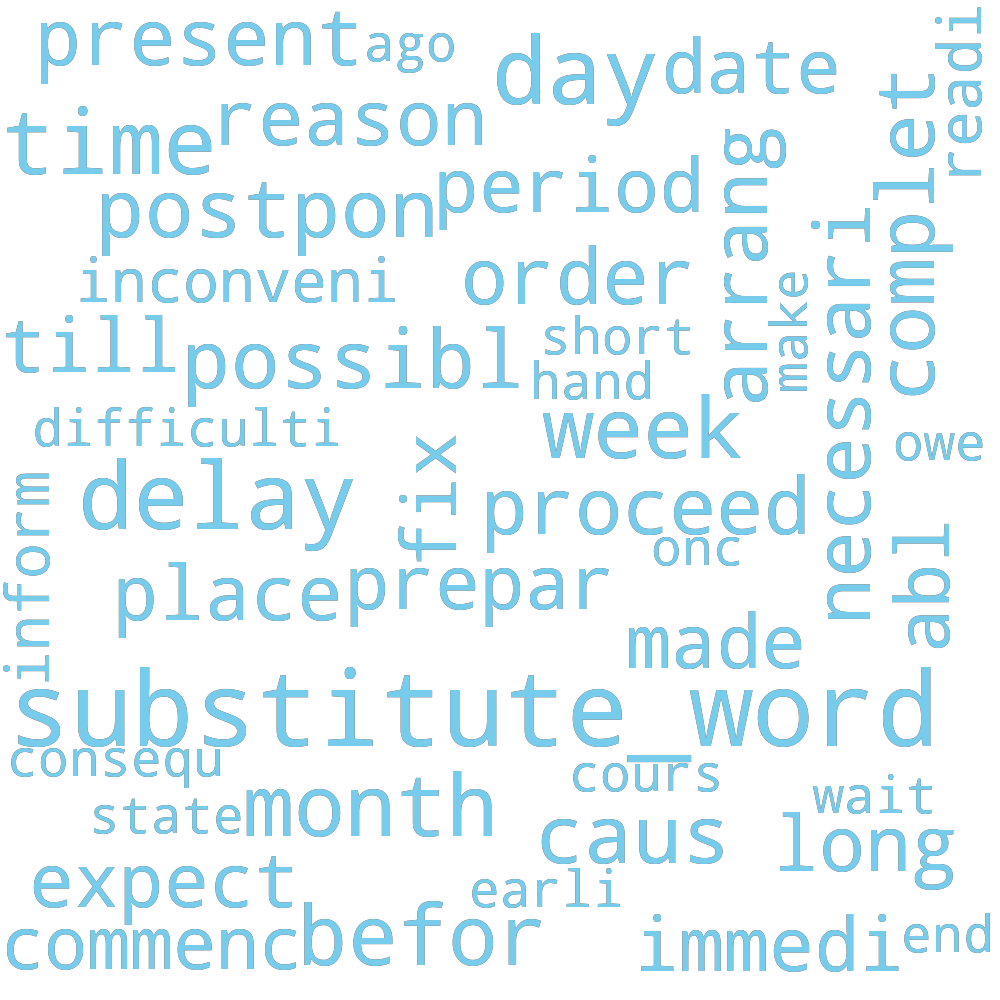 present
ago
day
date
readi
time
reason
complet
postpon
period
arrang
necessari
inconveni
order
make
till
possibl
short
hand
difficulti
week
owe
fix
delay
proceed
inform
onc
abl
place
prepar
made
substitute_word
consequ
cours
state
month
wait
caus
long
expect
earli
commenc
befor
immedi
end